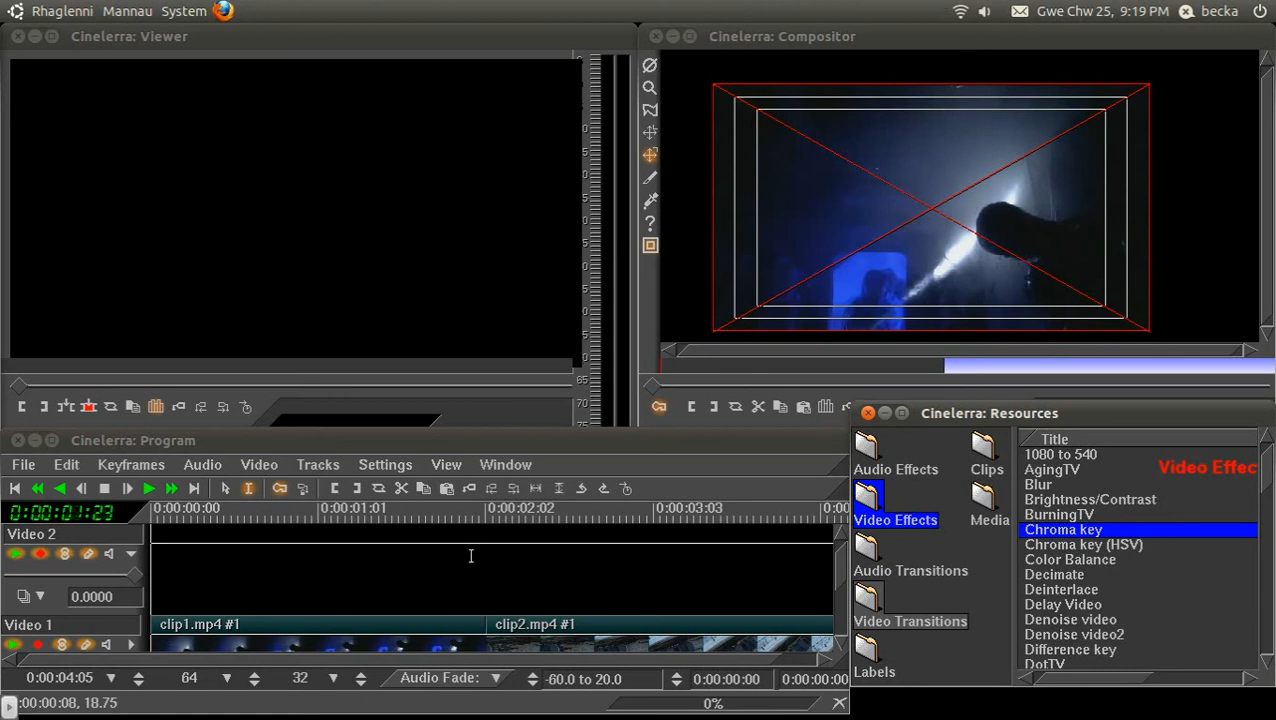 Rhaglenni Mannau System
Gwe Chw 25, 9:19 PM becka
Cinelerra: Viewer
Cinelerra: Compositor
65
70
75
Cinelerra: Program
File Edit Keyframes Audio Video Tracks Settings View Window
0:00:01:23
0:00:00:00 0:00:01:01 0:00:02:02 0:00:03:03 0:00
Video 2
0.0000
Video 1
clip1.mp4 #1
clip2.mp4 #1
0:00:04:05 64 32 Audio Fade: -60.0 to 20.0 0:00:00:00 0:00:00:00
:00:00:08, 18.75
0%
Cinelerra: Resources
Audio Effects
Clips
Video Effects
Media
Audio Transitions
Video Transitions
Labels
Title
Video Effec
1080 to 540
AgingTV
Blur
Brightness/Contrast
BurningTV
Chroma key
Chroma key (HSV)
Color Balance
Decimate
Deinterlace
Delay Video
Denoise video
Denoise video2
Difference key
DotTV